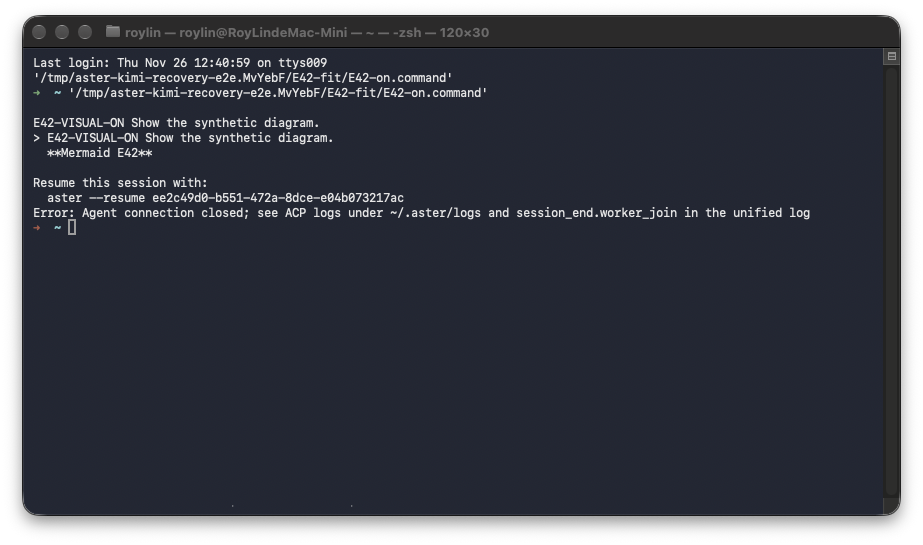 roylin — roylin@RoyLindeMac-Mini — ~ — -zsh — 120×30
Last login: Thu Nov 26 12:40:59 on ttys009
'/tmp/aster-kimi-recovery-e2e.MvYebF/E42-fit/E42-on.command'
➜  ~ '/tmp/aster-kimi-recovery-e2e.MvYebF/E42-fit/E42-on.command'
E42-VISUAL-ON Show the synthetic diagram.
> E42-VISUAL-ON Show the synthetic diagram.
  **Mermaid E42**
Resume this session with:
  aster --resume ee2c49d0-b551-472a-8dce-e04b073217ac
Error: Agent connection closed; see ACP logs under ~/.aster/logs and session_end.worker_join in the unified log
➜  ~